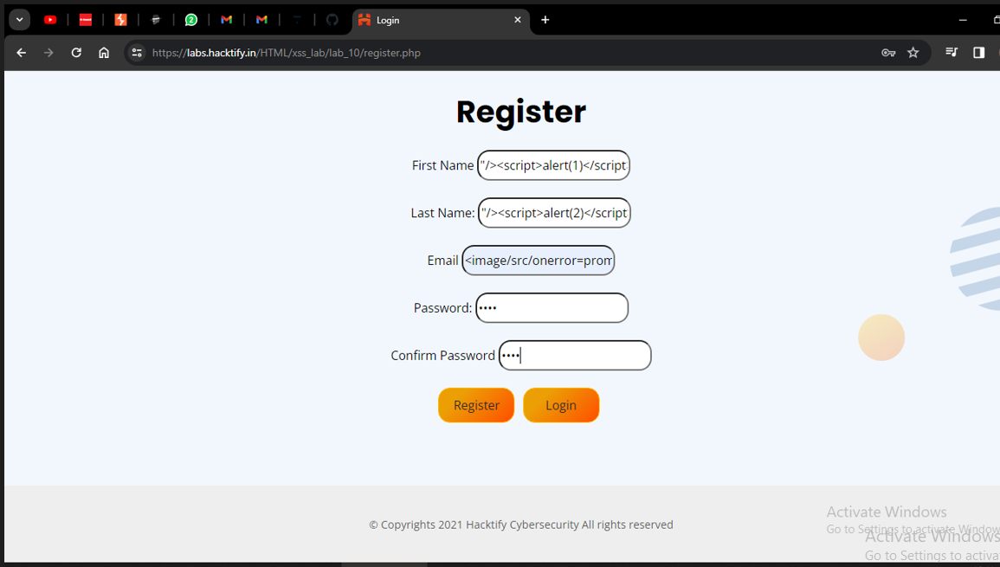 2
Login
https://labs.hacktify.in/HTML/xss_lab/lab_10/register.php
Register
First Name "/><script>alert(1)</script
Last Name: "/><script>alert(2)</script
Email <image/src/onerror=pron
Password: ••••
Confirm Password ••••
Register Login
© Copyrights 2021 Hacktify Cybersecurity All rights reserved
Activate Windows
Go to Settings to activate Window
Activate Windows
Go to Settings to activa